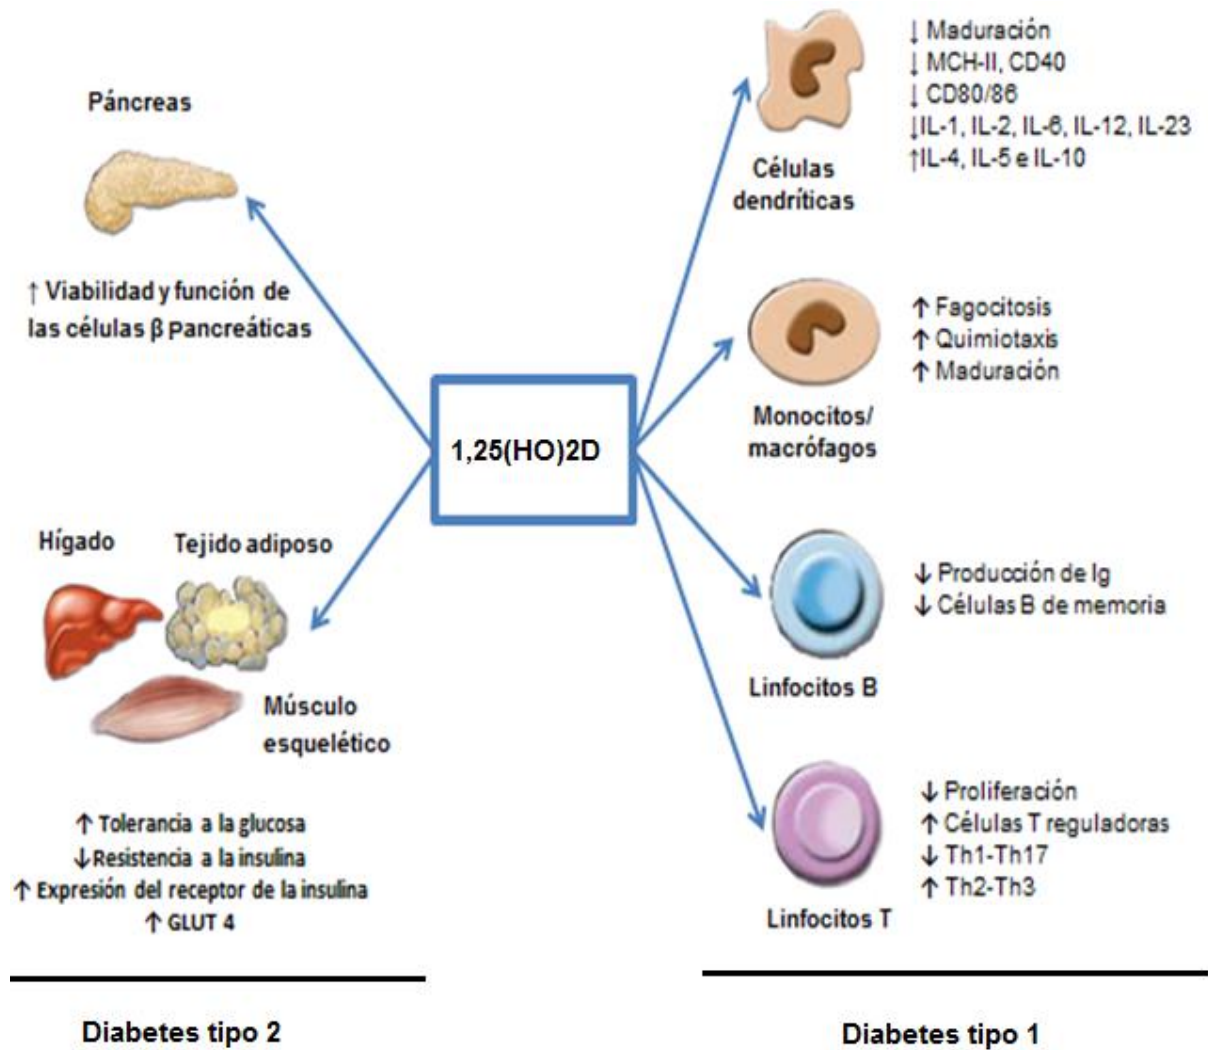 Páncreas
↑ Viabilidad y función de
las células β Pancreáticas
Hígado
Tejido adiposo
Músculo
esquelético
↑ Tolerancia a la glucosa
↓Resistencia a la insulina
↑ Expresión del receptor de la insulina
↑ GLUT 4
Diabetes tipo 2
1,25(HO)2D
Células
dendríticas
↓ Maduración
↓ MCH-II, CD40
↓ CD80/86
↓IL-1, IL-2, IL-6, IL-12, IL-23
↑IL-4, IL-5 e IL-10
Monocitos/
macrófagos
↑ Fagocitosis
↑ Quimiotaxis
↑ Maduración
Linfocitos B
↓ Producción de Ig
↓ Células B de memoria
Linfocitos T
↓ Proliferación
↑ Células T reguladoras
↓ Th1-Th17
↑ Th2-Th3
Diabetes tipo 1